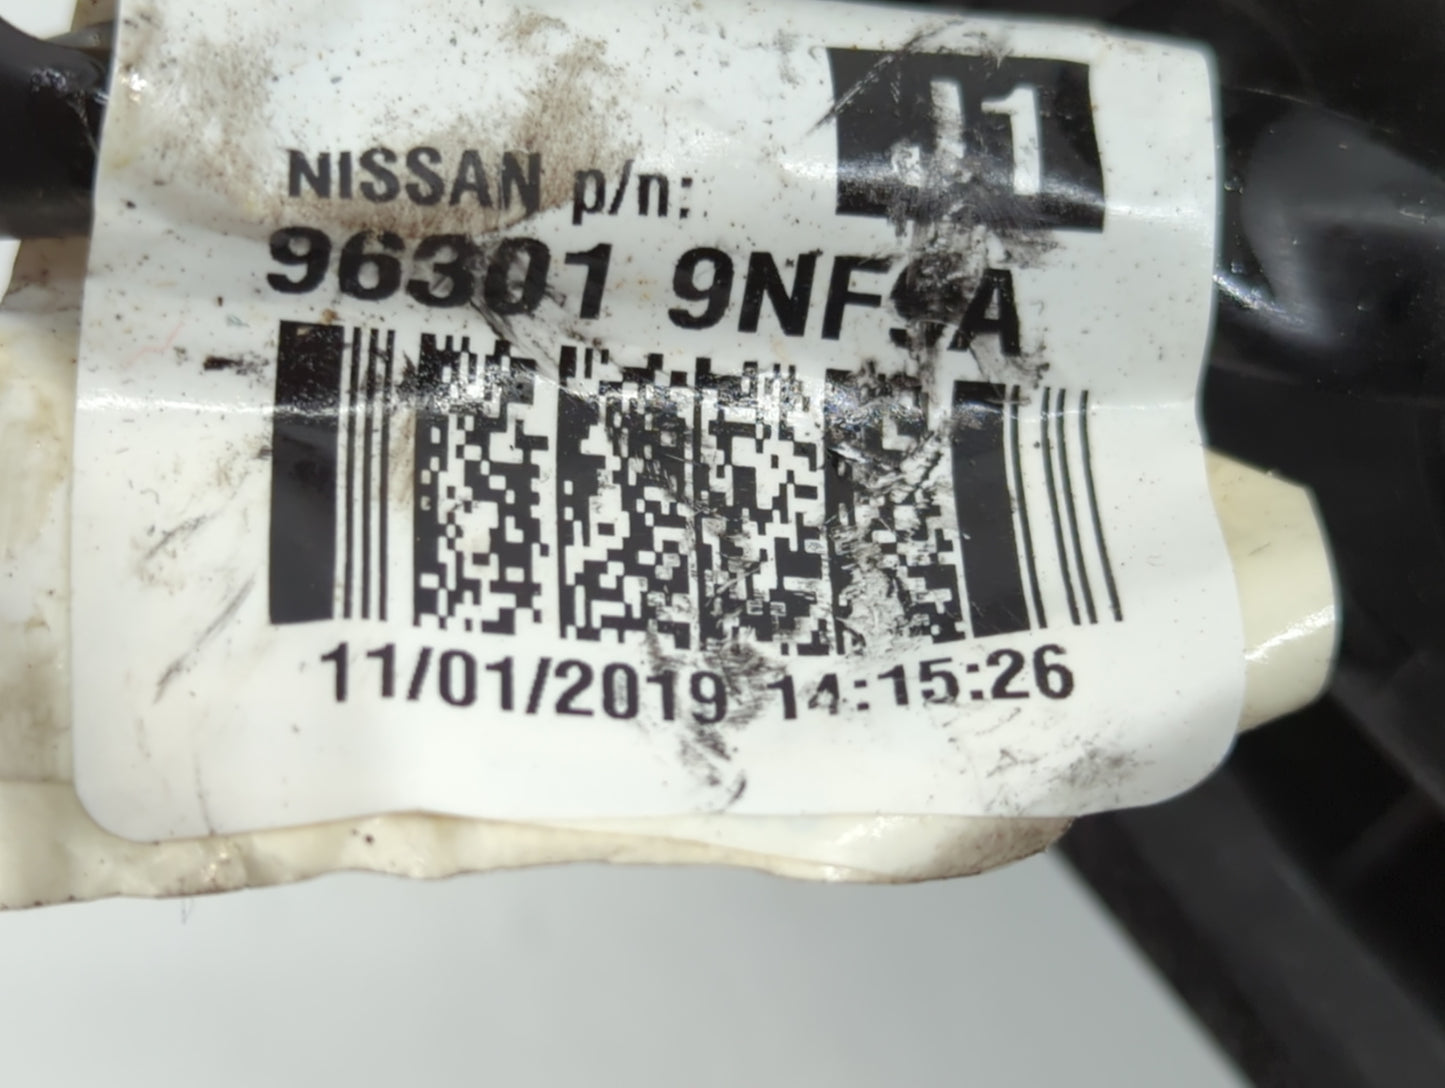 J1
NISSAN p/n:
96301 9NF9A
11/01/2019 14:15:26